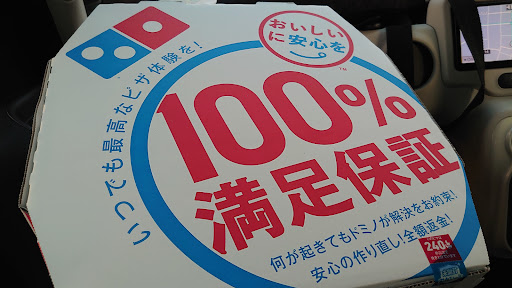 おいしい
に安心を
いつでも最高なピザ体験を!
100%
満足保証
何が起きてもドミノが解決をお約束!
安心の作り直し!全額返金!
240